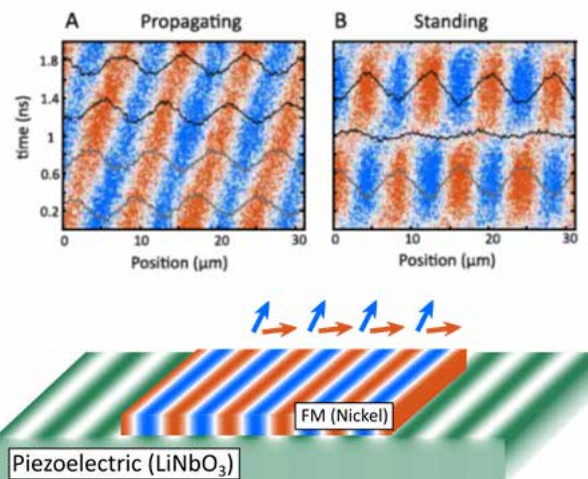 A Propagating
B Standing
time (ns)
1.8
1.4
1
0.6
0.2
0 10 20 30
0 10 20 30
Position (μm)
Position (μm)
FM (Nickel)
Piezoelectric (LiNbO₃)